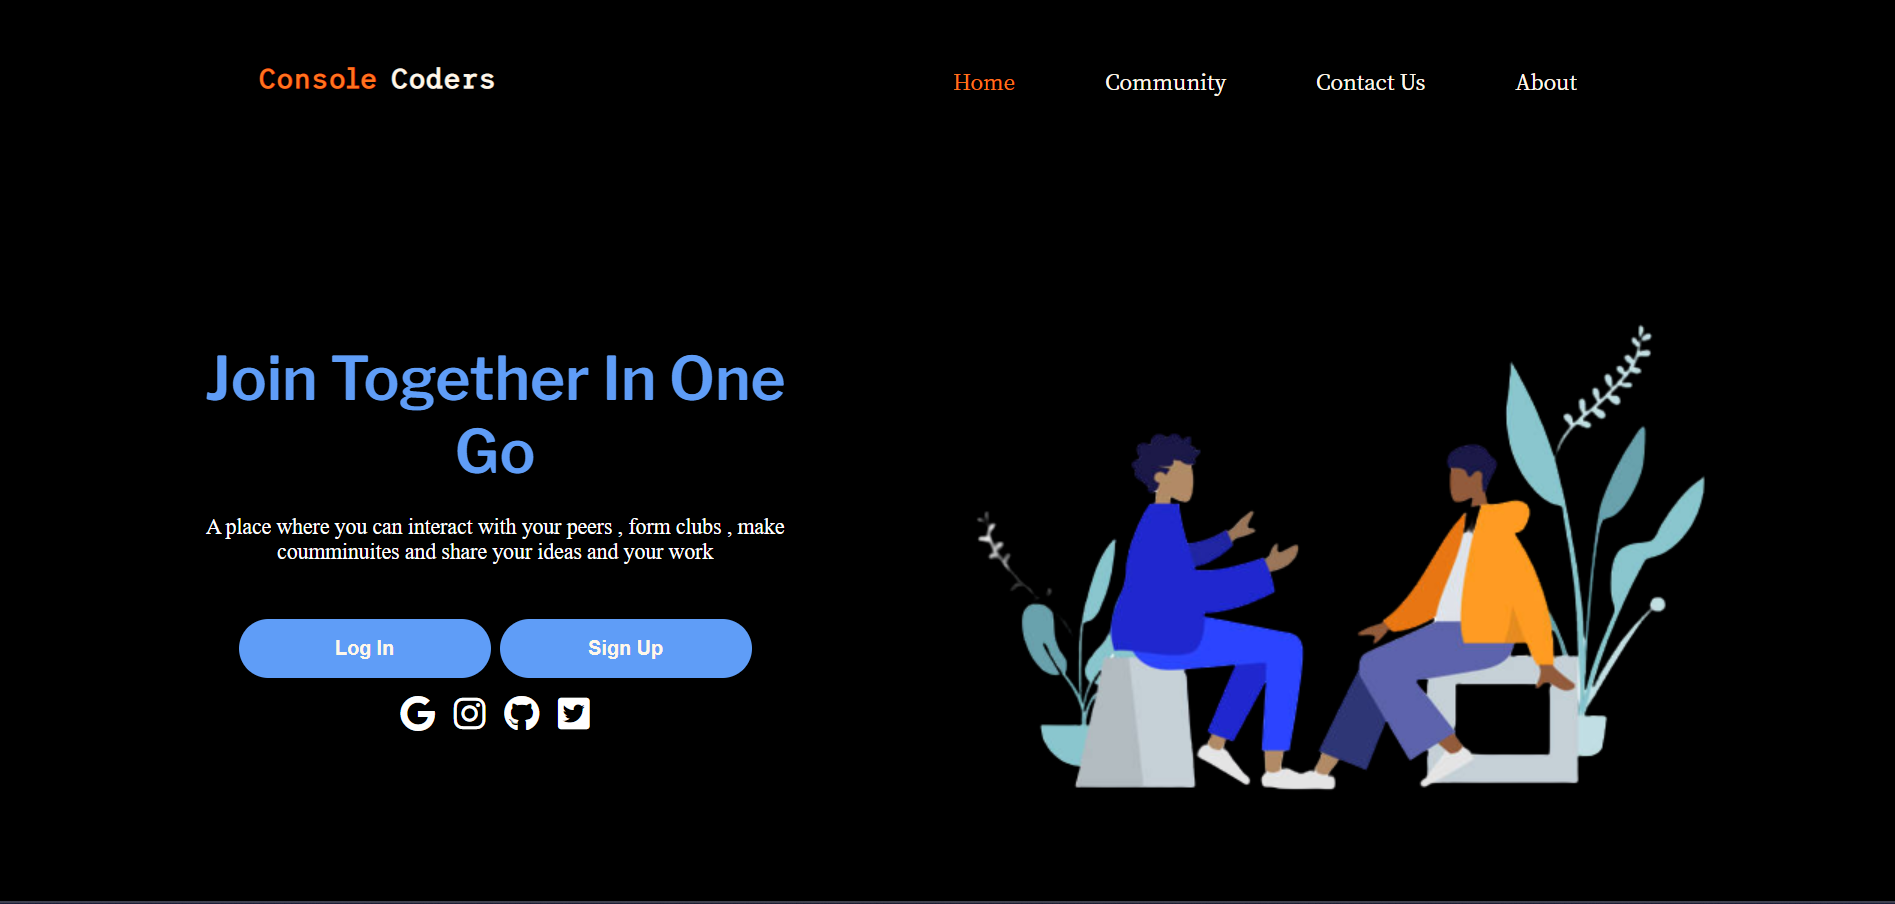 Console Coders
Home Community Contact Us About
Join Together In One
Go
A place where you can interact with your peers , form clubs , make
coumminuites and share your ideas and your work
Log In Sign Up